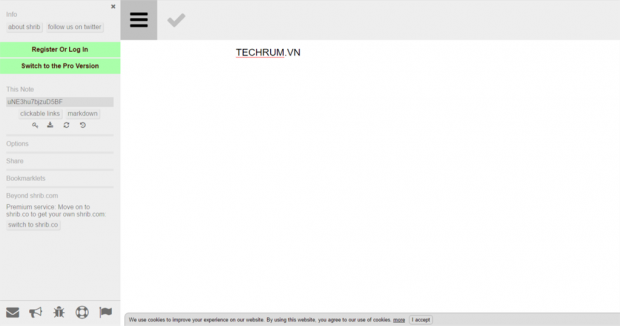 Info
about shrib follow us on twitter
Register Or Log In
Switch to the Pro Version
This Note
clickable links markdown
Options
Share
Bookmarklets
Beyond shrib.com
Premium service: Move on to
shrib.co to get your own shrib.com.
switch to shrib.co
TECHRUM.VN
We use cookies to improve your experience on our website. By using this website, you agree to our use of cookies. more I accept